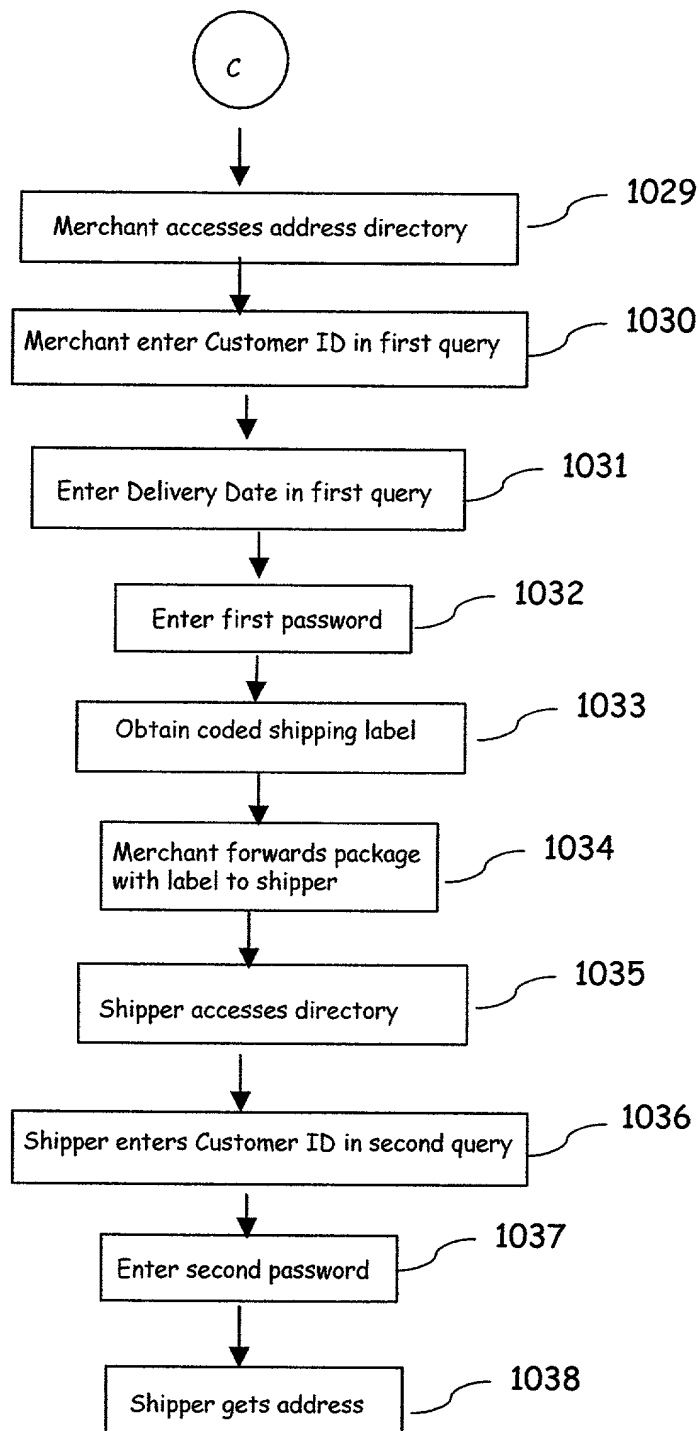 C
1029
Merchant accesses address directory
1030
Merchant enter Customer ID in first query
1031
Enter Delivery Date in first query
1032
Enter first password
1033
Obtain coded shipping label
1034
Merchant forwards package
with label to shipper
1035
Shipper accesses directory
1036
Shipper enters Customer ID in second query
1037
Enter second password
1038
Shipper gets address